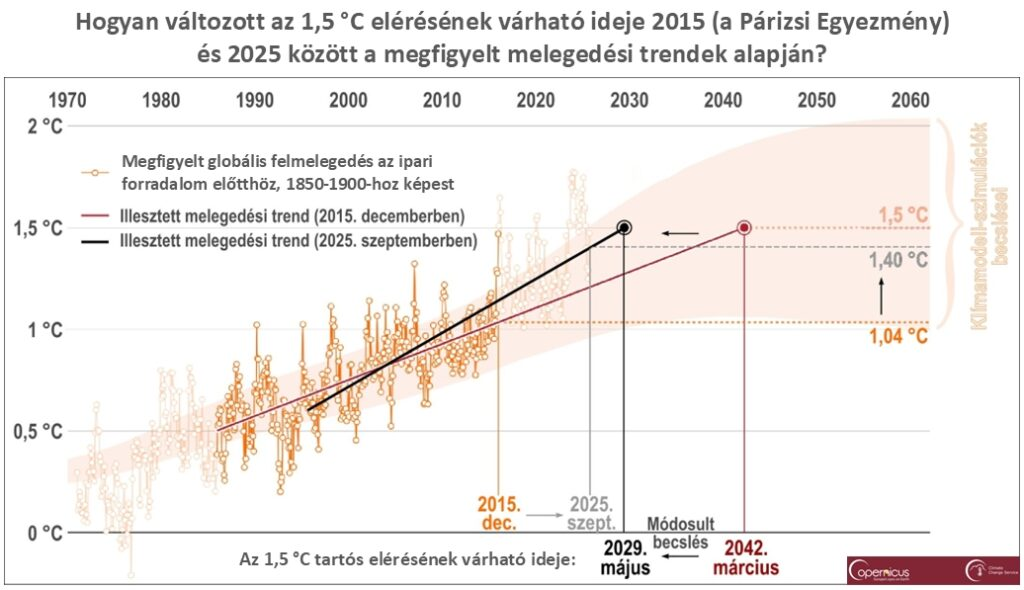 Hogyan változott az 1,5 °C elérésének várható ideje 2015 (a Párizsi Egyezmény)
és 2025 között a megfigyelt melegedési trendek alapján?
1970 1980 1990 2000 2010 2020 2030 2040 2050 2060
2 °C
Megfigyelt globális felmelegedés az ipari
forradalom előtthöz, 1850-1900-hoz képest
Illesztett melegedési trend (2015. decemberben)
Illesztett melegedési trend (2025. szeptemberben)
1,5 °C
1,5 °C
1,40 °C
1 °C
1,04 °C
Klímamodell-szimulációk
becslései
0,5 °C
2015.
dec.
2025.
szept.
0 °C
Módosult
becslés
Az 1,5 °C tartós elérésének várható ideje:
2029.
május
2042.
március
Copernicus
Climate
Change Service